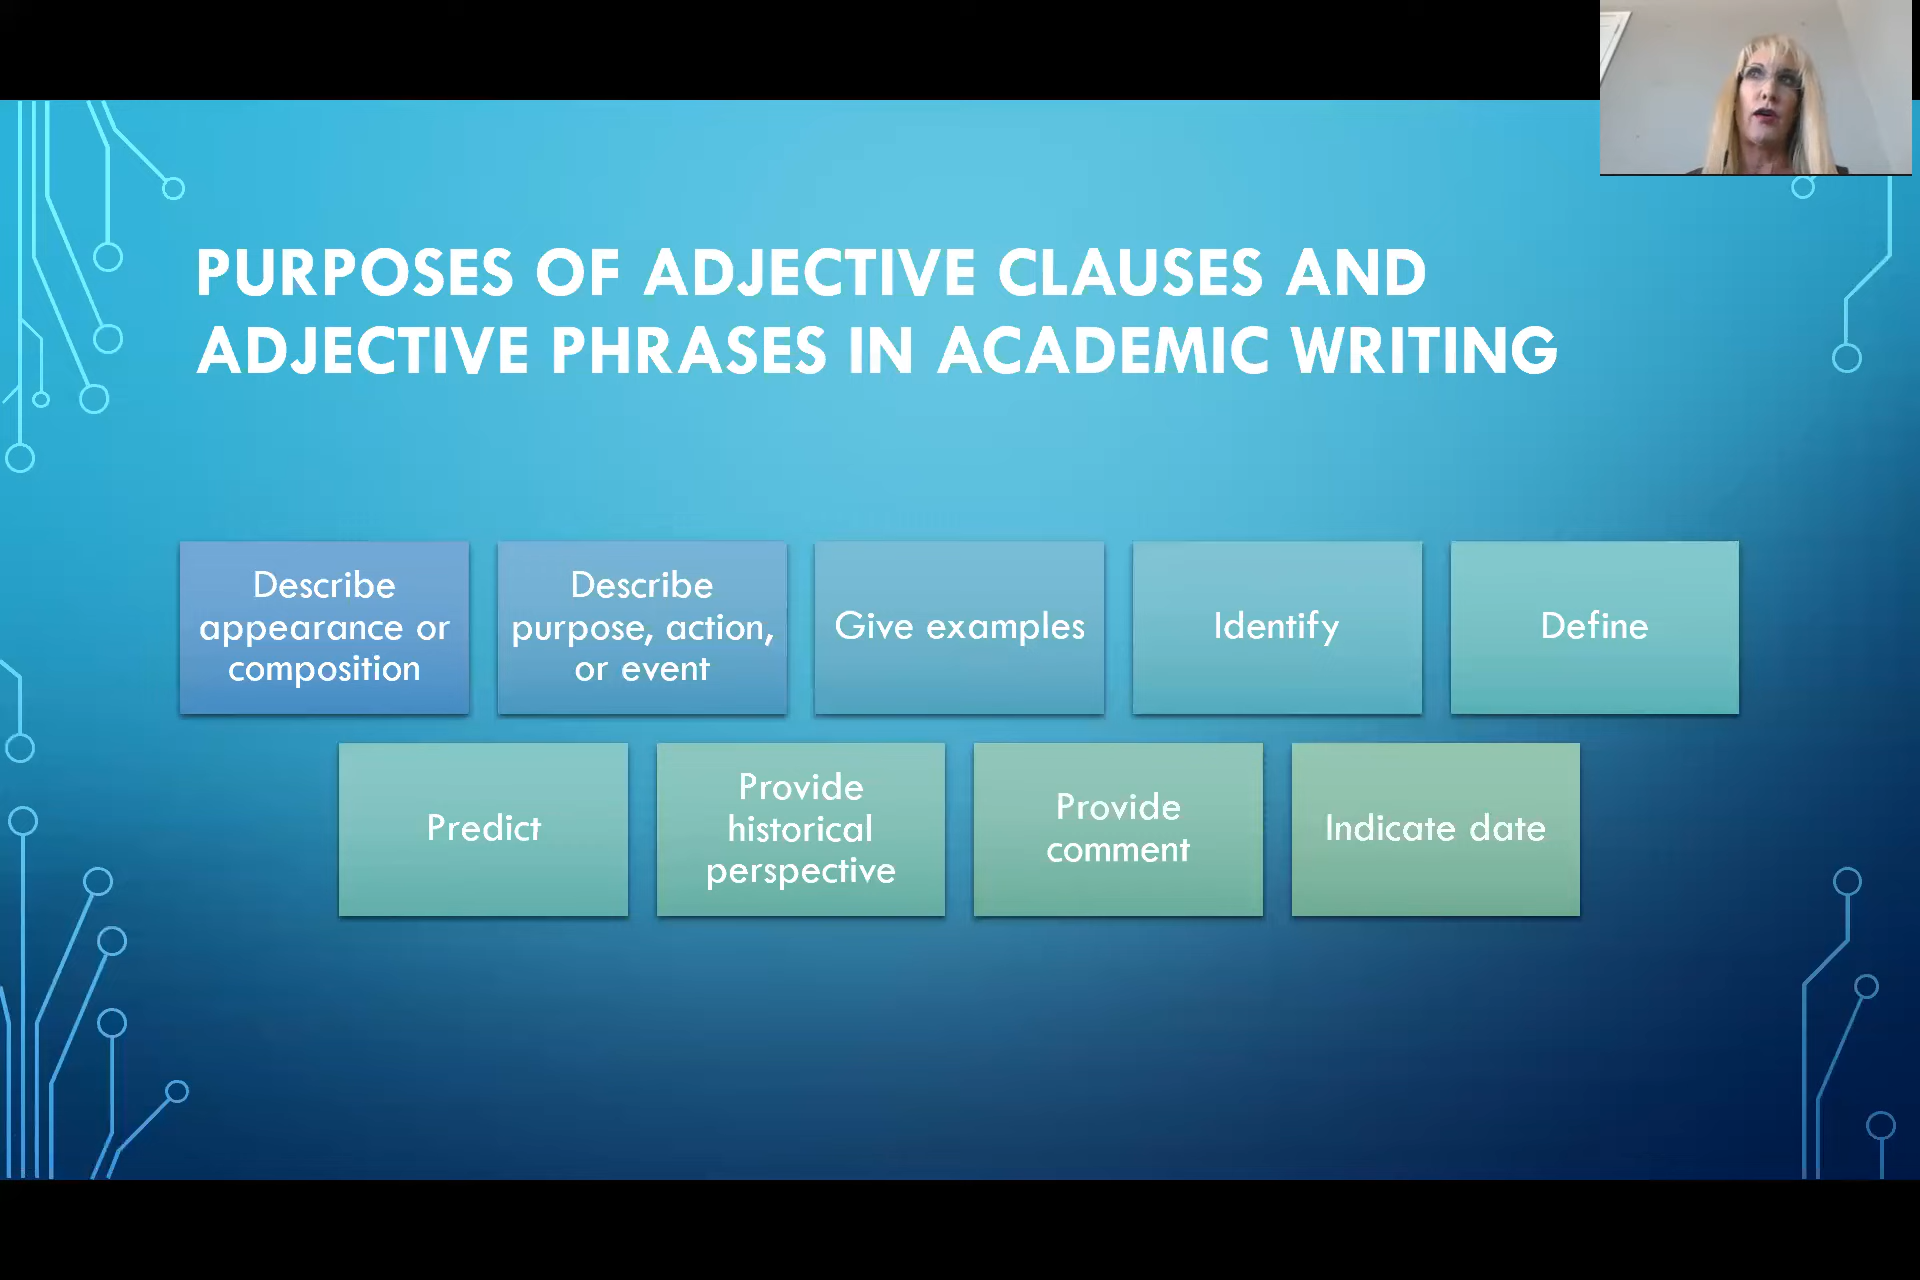 PURPOSES OF ADJECTIVE CLAUSES AND
ADJECTIVE PHRASES IN ACADEMIC WRITING
Describe
appearance or
composition
Describe
purpose, action,
or event
Give examples
Identify
Define
Predict
Provide
historical
perspective
Provide
comment
Indicate date